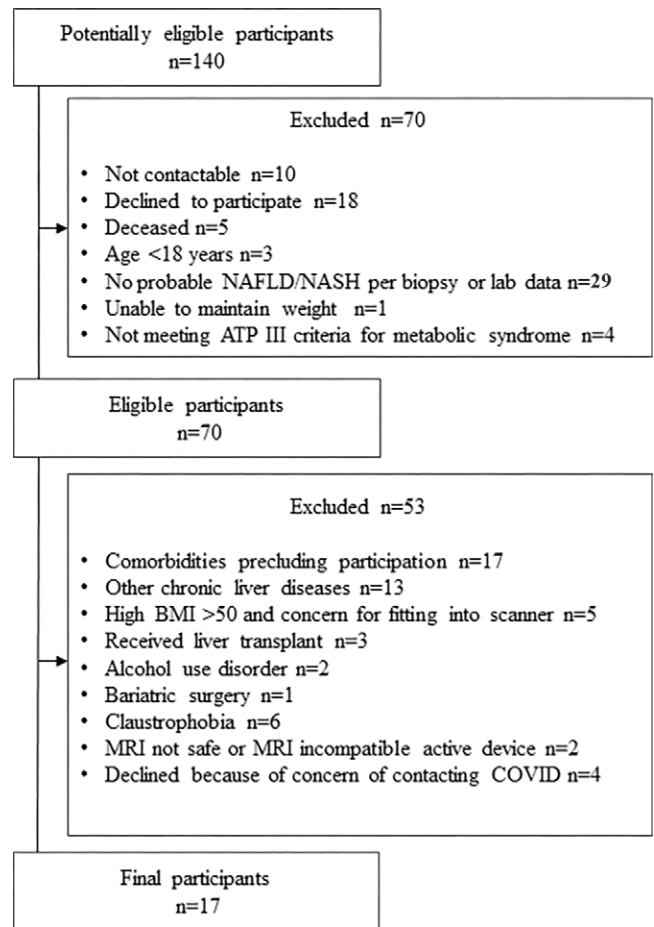 Potentially eligible participants
n=140
Excluded n=70
• Not contactable n=10
• Declined to participate n=18
• Deceased n=5
• Age <18 years n=3
• No probable NAFLD/NASH per biopsy or lab data n=29
• Unable to maintain weight n=1
• Not meeting ATP III criteria for metabolic syndrome n=4
Eligible participants
n=70
Excluded n=53
• Comorbidities precluding participation n=17
• Other chronic liver diseases n=13
• High BMI >50 and concern for fitting into scanner n=5
• Received liver transplant n=3
• Alcohol use disorder n=2
• Bariatric surgery n=1
• Claustrophobia n=6
• MRI not safe or MRI incompatible active device n=2
• Declined because of concern of contacting COVID n=4
Final participants
n=17